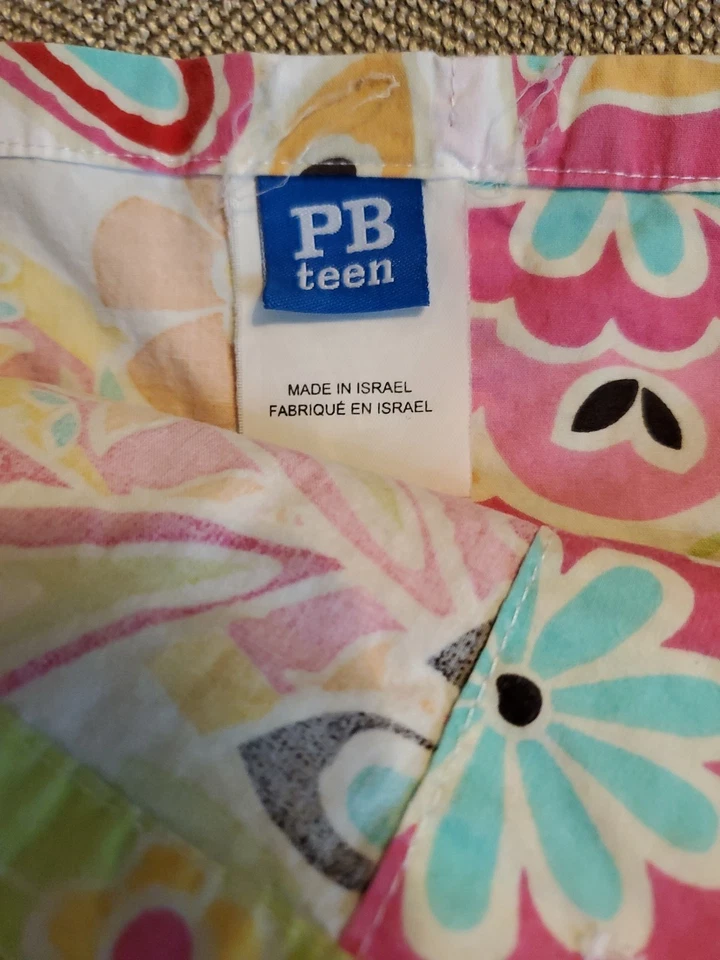 PB
teen
MADE IN ISRAEL
FABRIQUÉ EN ISRAEL